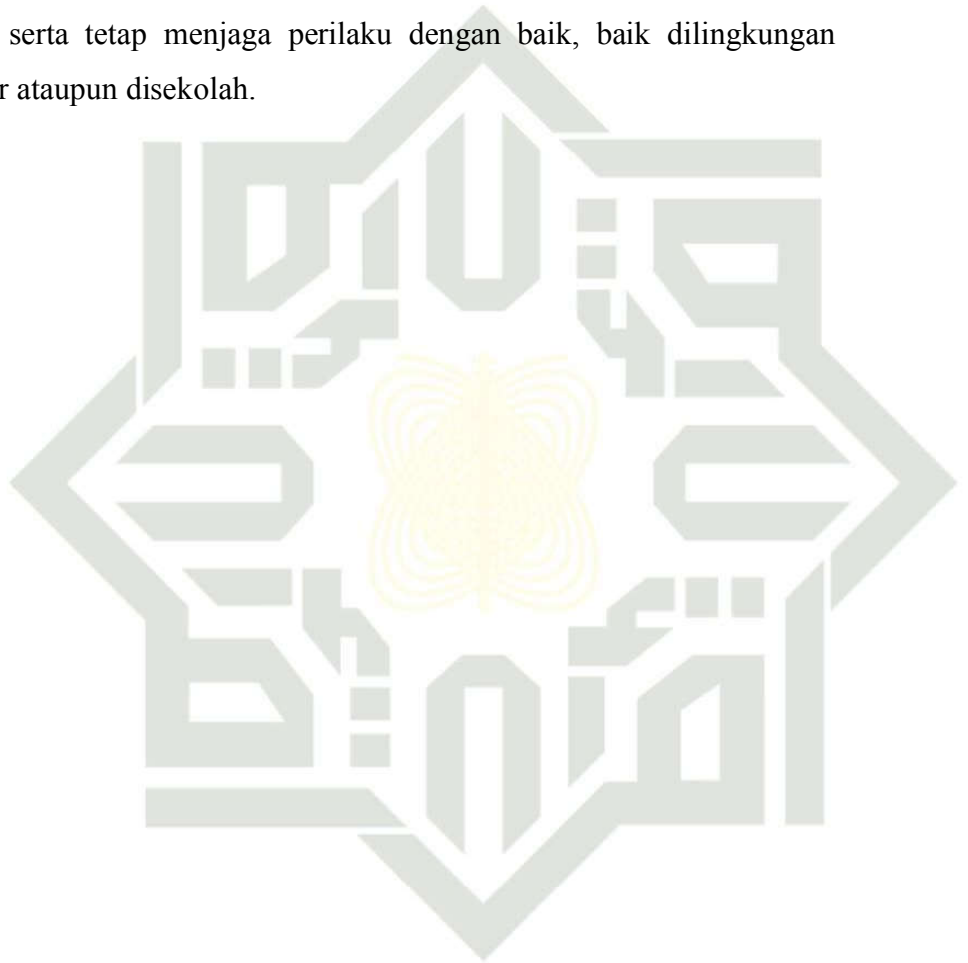 serta tetap menjaga perilaku dengan baik, baik dilingkungan
r ataupun disekolah.